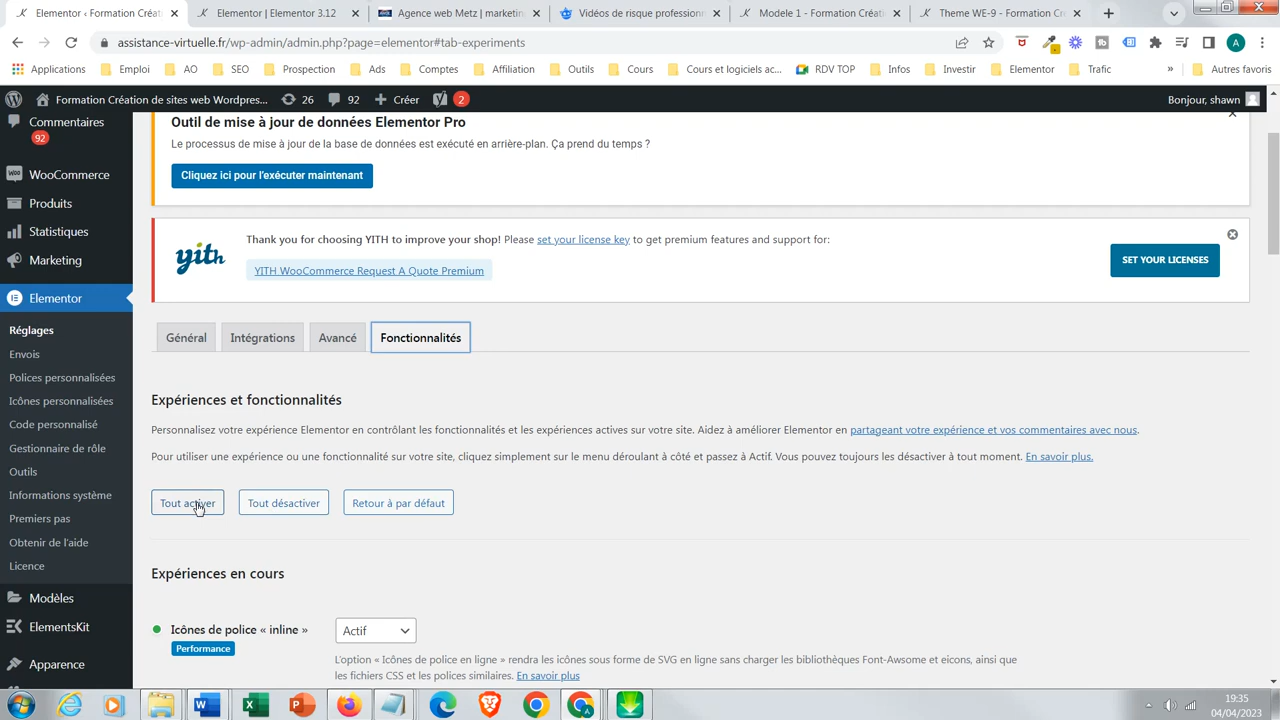 Elementor ‹ Formation Créatio
Elementor | Elementor 3.12
Agence web Metz | marketin
Vidéos de risque profession
Modele 1 - Formation Créat
Theme WE-9 - Formation C
assistance-virtuelle.fr/wp-admin/admin.php?page=elementor#tab-experiments
A
Applications
Emploi
AO
SEO
Prospection
Ads
Comptes
Affiliation
Outils
Cours
Cours et logiciels ac...
RDV TOP
Infos
Investir
Elementor
Trafic
»
Autres favoris
Formation Création de sites web Wordpres...
26
92
Créer
2
Bonjour, shawn
Commentaires
92
WooCommerce
Produits
Statistiques
Marketing
Elementor
Réglages
Envois
Polices personnalisées
Icônes personnalisées
Code personnalisé
Gestionnaire de rôle
Outils
Informations système
Premiers pas
Obtenir de l'aide
Licence
Modèles
ElementsKit
Apparence
Outil de mise à jour de données Elementor Pro
Le processus de mise à jour de la base de données est exécuté en arrière-plan. Ça prend du temps ?
Cliquez ici pour l'exécuter maintenant
yith
Thank you for choosing YITH to improve your shop! Please set your license key to get premium features and support for:
YITH WooCommerce Request A Quote Premium
SET YOUR LICENSES
Général
Intégrations
Avancé
Fonctionnalités
Expériences et fonctionnalités
Personnalisez votre expérience Elementor en contrôlant les fonctionnalités et les expériences actives sur votre site. Aidez à améliorer Elementor en partageant votre expérience et vos commentaires avec nous.
Pour utiliser une expérience ou une fonctionnalité sur votre site, cliquez simplement sur le menu déroulant à côté et passez à Actif. Vous pouvez toujours les désactiver à tout moment. En savoir plus.
Tout activer
Tout désactiver
Retour à par défaut
Expériences en cours
Icônes de police « inline »
Actif
Performance
L'option « Icônes de police en ligne » rendra les icônes sous forme de SVG en ligne sans charger les bibliothèques Font-Awsome et eicons, ainsi que
les fichiers CSS et les polices similaires. En savoir plus
19:35
04/04/2023